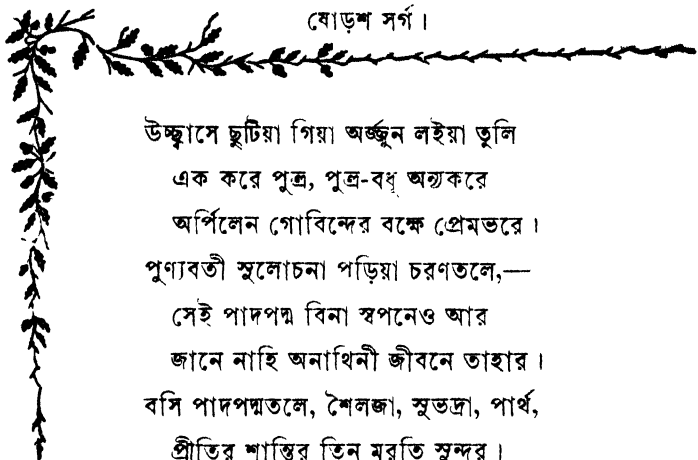 ষোড়শ সর্গ।
উচ্ছ্বাসে ছুটিয়া গিয়া অর্জ্জুন লইয়া তুলি
এক করে পুত্র, পুত্র-বধূ অন্যকরে
অর্পিলেন গোবিন্দের বক্ষে প্রেমভরে।
পুণ্যবতী সুলোচনা পড়িয়া চরণতলে,—
সেই পাদপদ্ম বিনা স্বপনেও আর
জানে নাহি অনাথিনী জীবনে তাহার।
বসি পাদপদ্মতলে, শৈলজা, সুভদ্রা, পার্থ,
প্রীতির শান্তির তিন মূরতি সুন্দর।